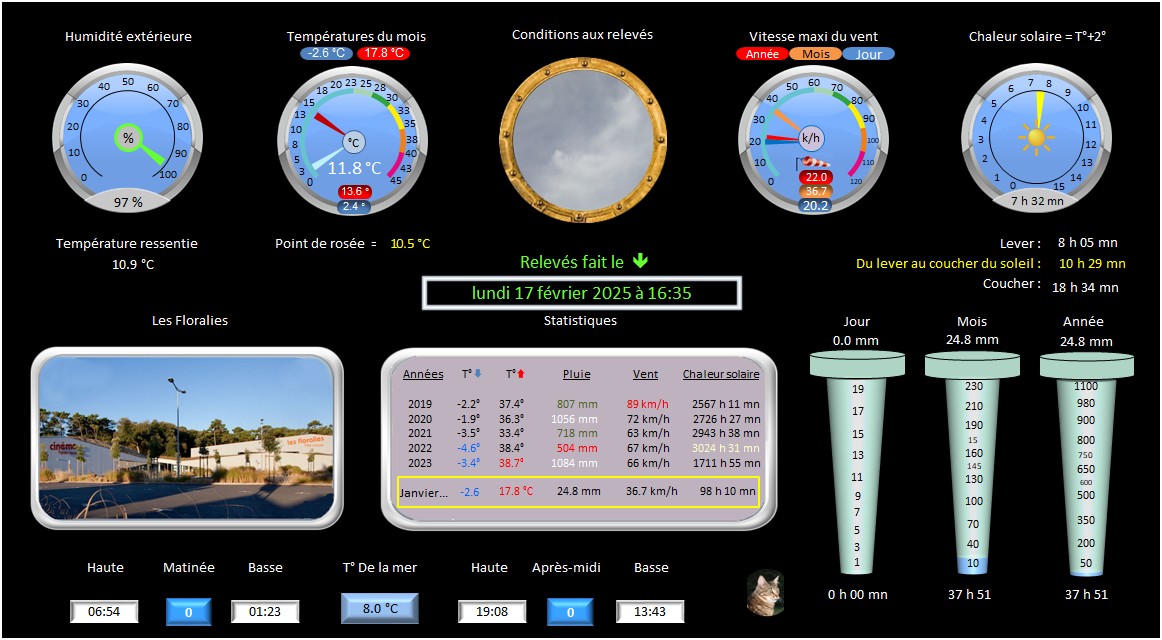 Humidité extérieure
Températures du mois
-2.6 °C 17.8 °C
Conditions aux relevés
Vitesse maxi du vent
Année Mois Jour
Chaleur solaire = T°+2°
0 10 20 30 40 50 60 70 80 90 100
%
97 %
0 3 5 8 10 13 15 18 20 23 25 28 30 33 35 38 40 43 45
°C
11.8 °C
13.6 °
2.4 °
0 10 20 30 40 50 60 70 80 90 100 110 120
k/h
22.0
36.7
20.2
0 1 2 3 4 5 6 7 8 9 10 11 12 13 14 15
7 h 32 mn
Température ressentie
10.9 °C
Point de rosée = 10.5 °C
Relevés fait le
lundi 17 février 2025 à 16:35
Lever : 8 h 05 mn
Du lever au coucher du soleil : 10 h 29 mn
Coucher : 18 h 34 mn
Les Floralies
cinéma
les floralies
Statistiques
Années T° T° Pluie Vent Chaleur solaire
2019 -2.2° 37.4° 807 mm 89 km/h 2567 h 11 mn
2020 -1.9° 36.3° 1056 mm 72 km/h 2726 h 27 mn
2021 -3.5° 33.4° 718 mm 63 km/h 2943 h 38 mn
2022 -4.6° 38.4° 504 mm 67 km/h 3024 h 31 mn
2023 -3.4° 38.7° 1084 mm 66 km/h 1711 h 55 mn
Janvier... -2.6 17.8 °C 24.8 mm 36.7 km/h 98 h 10 mn
Jour
0.0 mm
19
17
15
13
11
9
7
5
3
1
0 h 00 mn
Mois
24.8 mm
230
210
190
15
160
145
130
100
70
40
10
37 h 51
Année
24.8 mm
1100
980
900
800
750
650
600
500
350
200
50
37 h 51
Haute Matinée Basse
06:54 0 01:23
T° De la mer
8.0 °C
Haute Après-midi Basse
19:08 0 13:43